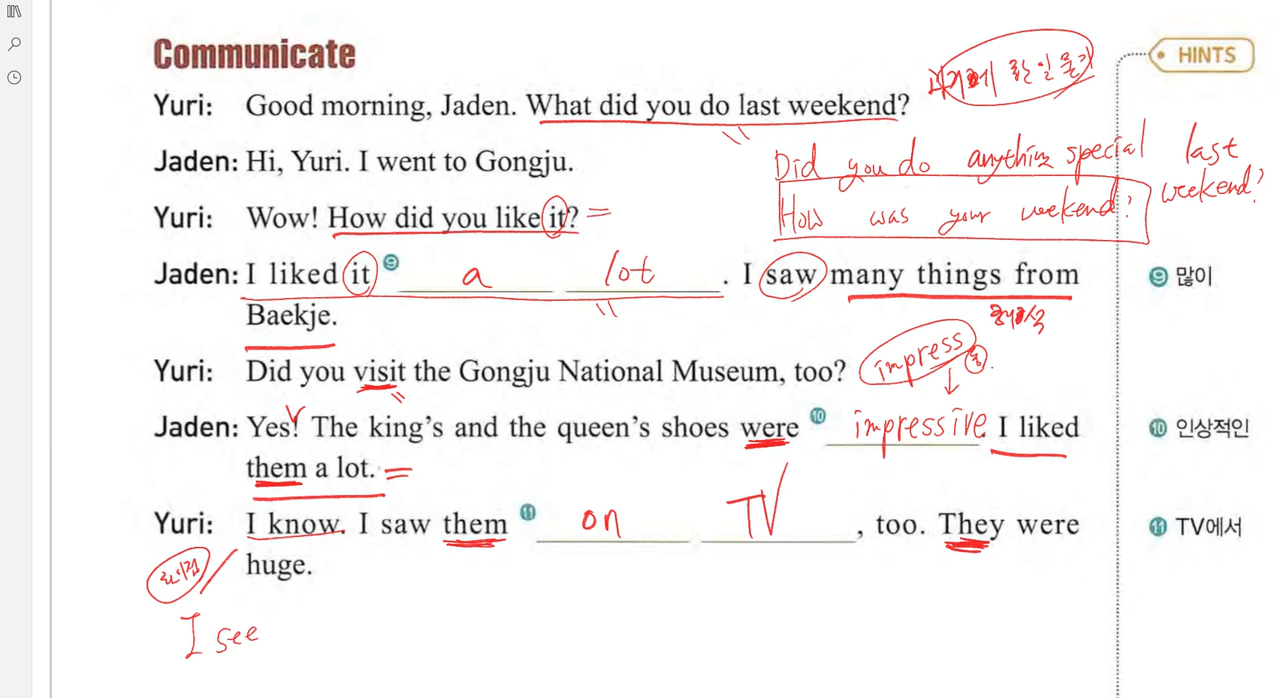 Communicate
HINTS
과거에 한 일 묻기
Yuri: Good morning, Jaden. What did you do last weekend?
Did you do anything special last weekend?
Jaden: Hi, Yuri. I went to Gongju.
How was your weekend?
Yuri: Wow! How did you like it?
Jaden: I liked it ⑨ a lot. I saw many things from
⑨ 많이
Baekje.
impress
Yuri: Did you visit the Gongju National Museum, too?
Jaden: Yes! The king's and the queen's shoes were ⑩ impressive. I liked
⑩ 인상적인
them a lot.
Yuri: I know. I saw them ⑪ on TV, too. They were
⑪ TV에서
huge.
I see